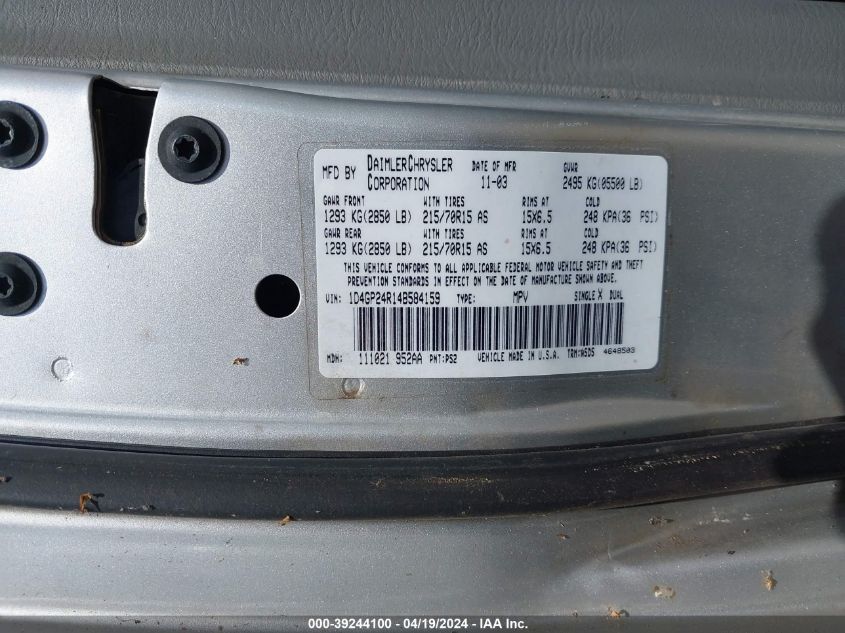 MFD BY DAIMLERCHRYSLER CORPORATION DATE OF MFR 11-03 GVWR 2495 KG(05500 LB)
GAWR FRONT WITH TIRES RIMS AT COLD
1293 KG(2850 LB) 215/70R15 AS 15X6.5 248 KPA(36 PSI)
GAWR REAR WITH TIRES RIMS AT COLD
1293 KG(2850 LB) 215/70R15 AS 15X6.5 248 KPA(36 PSI)
THIS VEHICLE CONFORMS TO ALL APPLICABLE FEDERAL MOTOR VEHICLE SAFETY AND THEFT
PREVENTION STANDARDS IN EFFECT ON THE DATE OF MANUFACTURE SHOWN ABOVE.
VIN: 1D4GP24R14B584159 TYPE: MPV SINGLE X DUAL
MDH: 111021 952AA PNT:PS2 VEHICLE MADE IN U.S.A. TRM:A5DS 4648503
000-39244100 - 04/19/2024 - IAA Inc.